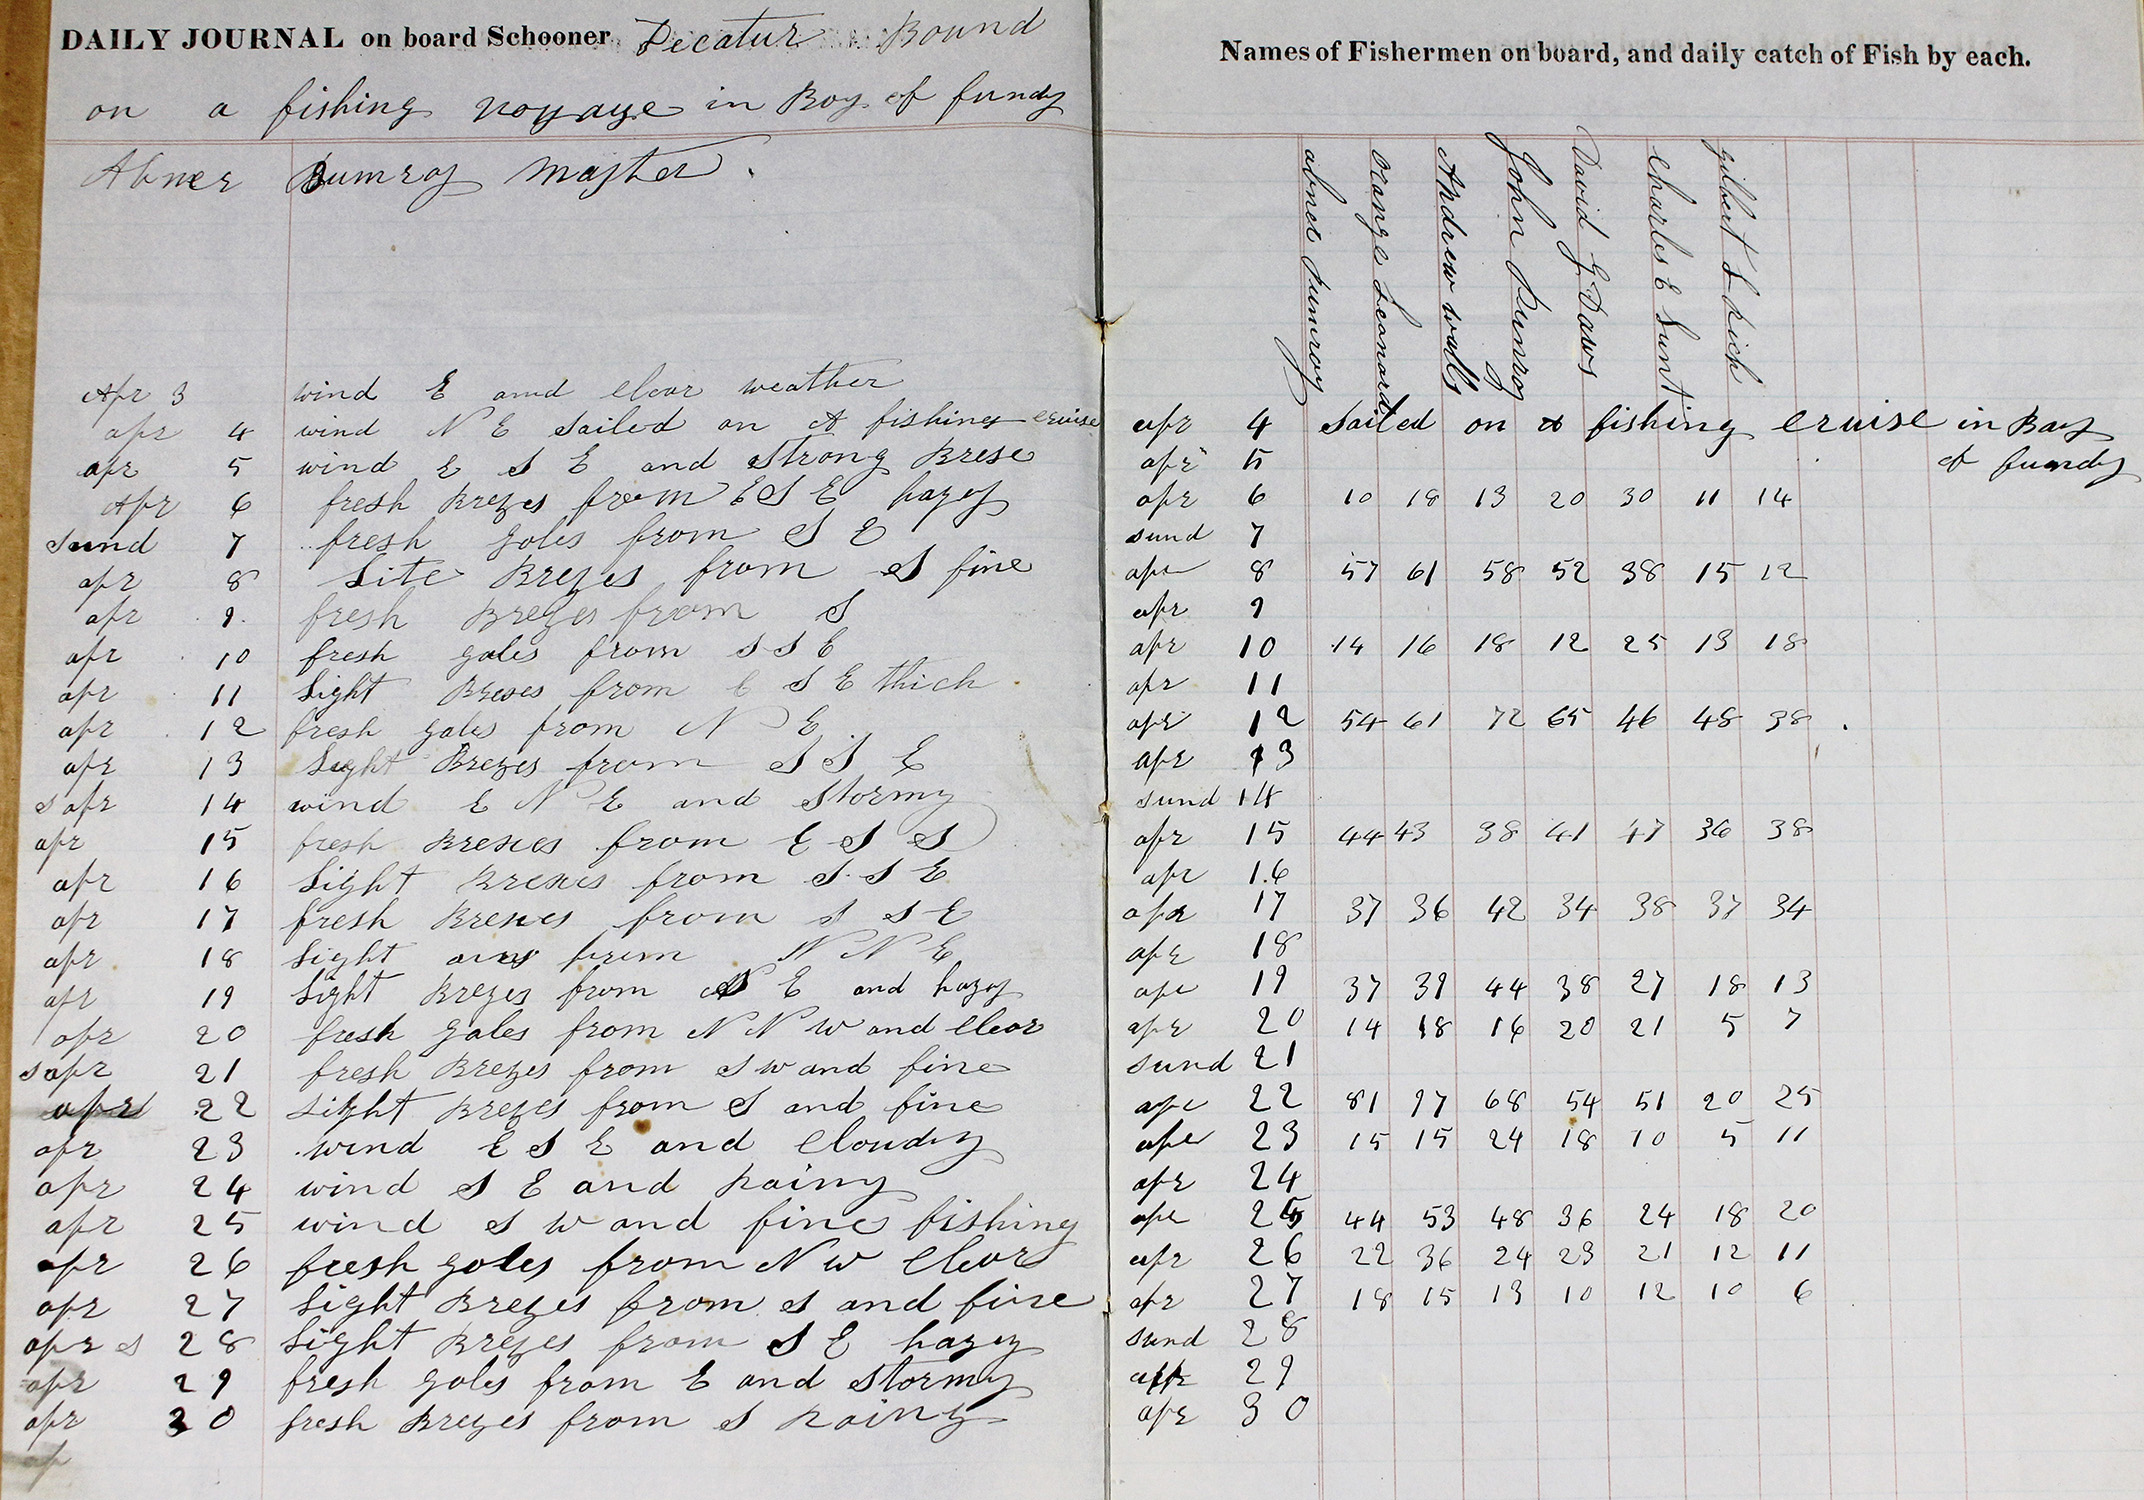 DAILY JOURNAL on board Schooner Decatur Bound
on a fishing voyage in Bay of fundy
Abner Dumroy master.
Apr 3 wind E and clear weather
apr 4 wind N E sailed on A fishing cruise
apr 5 wind E S E and Strong Brese
Apr 6 fresh Brezes from E S E hazy
sund 7 fresh gales from S E
apr 8 Lite Brezes from S fine
apr 9 fresh Brezes from S
apr 10 fresh gales from S S E
apr 11 Light Breses from E S E thick
apr 12 fresh gales from N E
apr 13 Light Brezes from S S E
s apr 14 wind E N E and Stormy
apr 15 fresh Brexes from E S S
apr 16 Light Brexes from S. S E
apr 17 fresh Brexes from S S E
apr 18 Light airs from N N E
apr 19 Light Brezes from E and hazy
apr 20 fresh gales from N N W and clear
s apr 21 fresh Brezes from S W and fine
apr 22 Light Brezes from S and fine
apr 23 wind E S E and Cloudy
apr 24 wind S E and Rainy
apr 25 wind S W and fine fishing
apr 26 fresh gales from N W Clear
apr 27 Light Brezes from S and fine
apr s 28 Light Brezes from S E hazy
apr 29 fresh gales from E and Stormy
apr 30 fresh Brezes from S Rainy
ap
Names of Fishermen on board, and daily catch of Fish by each.
abner Dumroy
Orange Leonard
Andrew walls
John Dunroy
David G Daws
Charles E Lunt
gilbert L Rich
apr 4 Sailed on A fishing cruise in Bay
apr 5 of fundy
apr 6 10 18 13 20 30 11 14
sund 7
apr 8 57 61 58 52 38 15 12
apr 9
apr 10 14 16 18 12 25 13 18
apr 11
apr 12 54 61 72 65 46 48 38
apr 13
sund 14
apr 15 44 43 38 41 47 36 38
apr 16
apr 17 37 36 42 34 38 37 34
apr 18
apr 19 37 39 44 38 27 18 13
apr 20 14 18 16 20 21 5 7
sund 21
apr 22 81 97 68 54 51 20 25
apr 23 15 15 24 18 10 5 11
apr 24
apr 25 44 53 48 36 24 18 20
apr 26 22 36 24 23 21 12 11
apr 27 18 15 13 10 12 10 6
sund 28
apr 29
apr 30